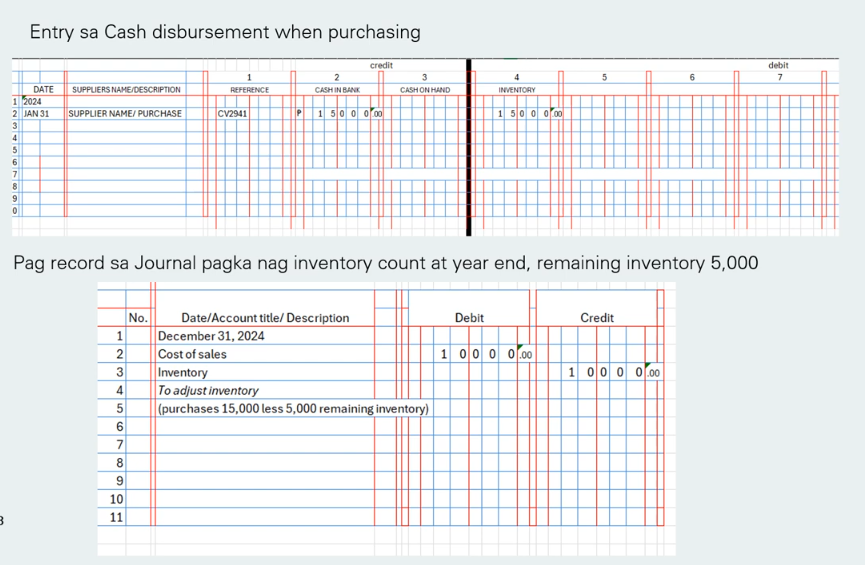 Entry sa Cash disbursement when purchasing
credit debit
1 2 3 4 5 6 7
DATE SUPPLIERS NAME/DESCRIPTION REFERENCE CASH IN BANK CASH ON HAND INVENTORY
1 2024
2 JAN 31 SUPPLIER NAME/ PURCHASE CV2941 P 1 5 0 0 0 .00 1 5 0 0 0 .00
3
4
5
6
7
8
9
0
Pag record sa Journal pagka nag inventory count at year end, remaining inventory 5,000
No. Date/Account title/ Description Debit Credit
1 December 31, 2024
2 Cost of sales 1 0 0 0 0 .00
3 Inventory 1 0 0 0 0 .00
4 To adjust inventory
5 (purchases 15,000 less 5,000 remaining inventory)
6
7
8
9
10
11